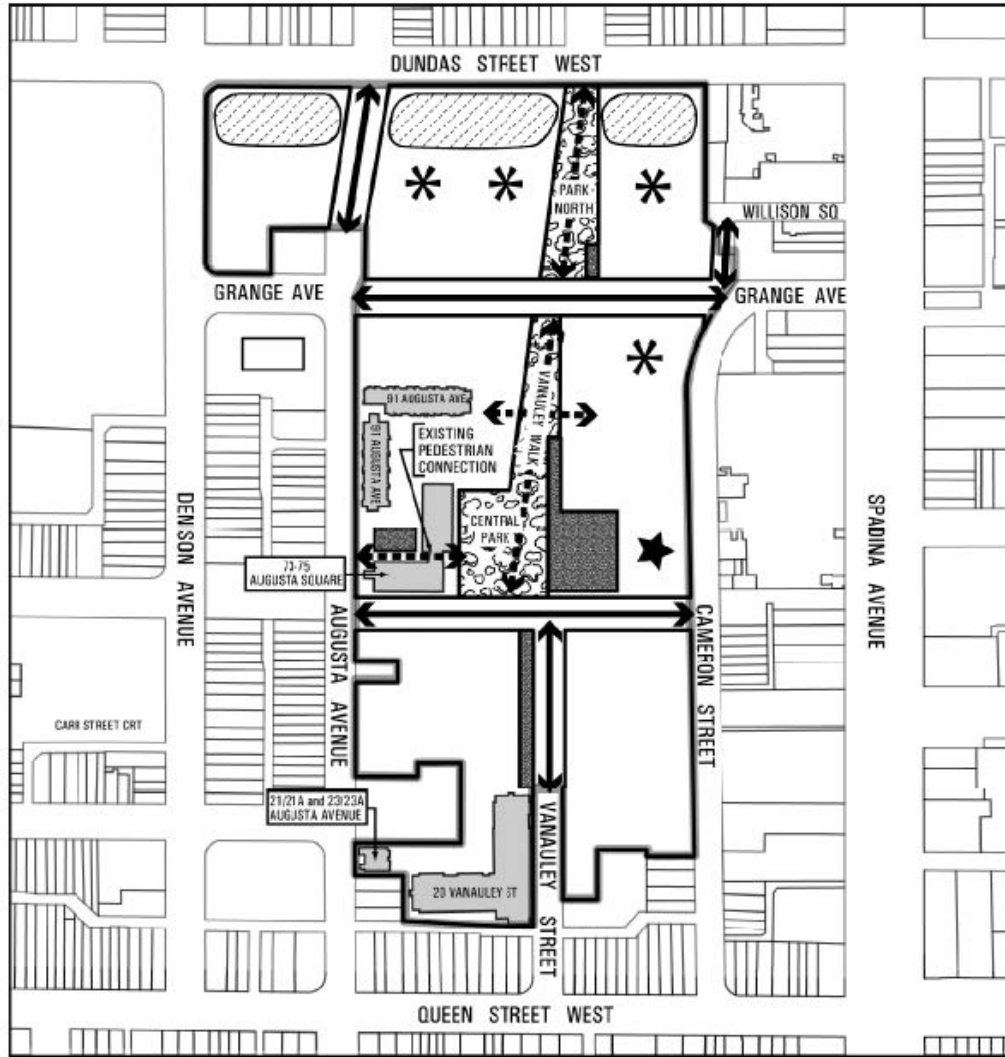 DUNDAS STREET WEST
PARK
NORTH
WILLISON SQ
GRANGE AVE
GRANGE AVE
91 AUGUSTA AVE
91 AUGUSTA AVE
EXISTING
PEDESTRIAN
CONNECTION
VANAULEY WALK
CENTRAL
PARK
73-75
AUGUSTA SQUARE
DENISON AVENUE
AUGUSTA AVENUE
CAMERON STREET
SPADINA AVENUE
CARR STREET CRT
21/21A and 23/23A
AUGUSTA AVENUE
20 VANAULEY ST
VANAULEY STREET
QUEEN STREET WEST